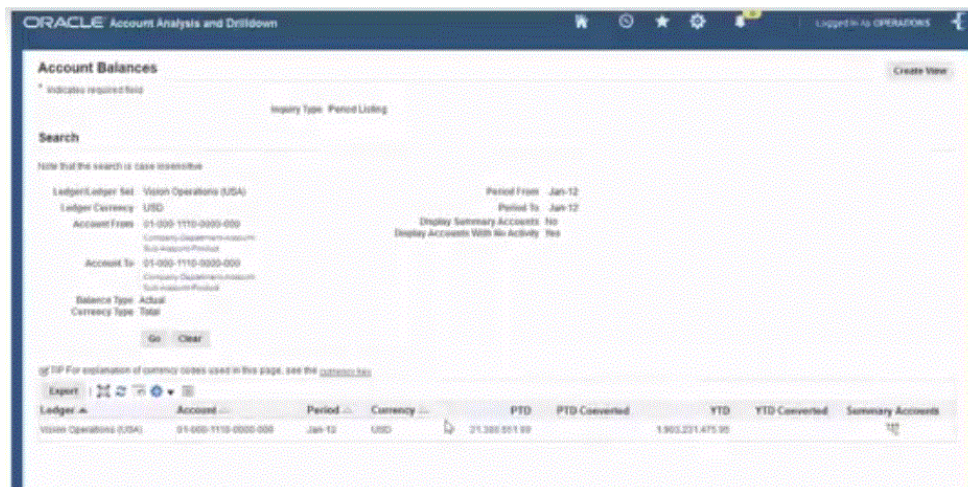 ORACLE Account Analysis and Drilldown
Logged In As OPERATIONS
Account Balances
Create View
* Indicates required field
Inquiry Type Period Listing
Search
Note that the search is case insensitive
Ledger/Ledger Set Vision Operations (USA)
Period From Jan-12
Ledger Currency USD
Period To Jan-12
Account From 01-000-1110-0000-000
Display Summary Accounts No
Company-Department-Account-
Display Accounts With No Activity Yes
Sub-Account-Product
Account To 01-000-1110-0000-000
Company-Department-Account-
Sub-Account-Product
Balance Type Actual
Currency Type Total
Go Clear
TIP For explanation of currency codes used in this page, see the currency key
Export
Ledger Account Period Currency PTD PTD Converted YTD YTD Converted Summary Accounts
Vision Operations (USA) 01-000-1110-0000-000 Jan-12 USD